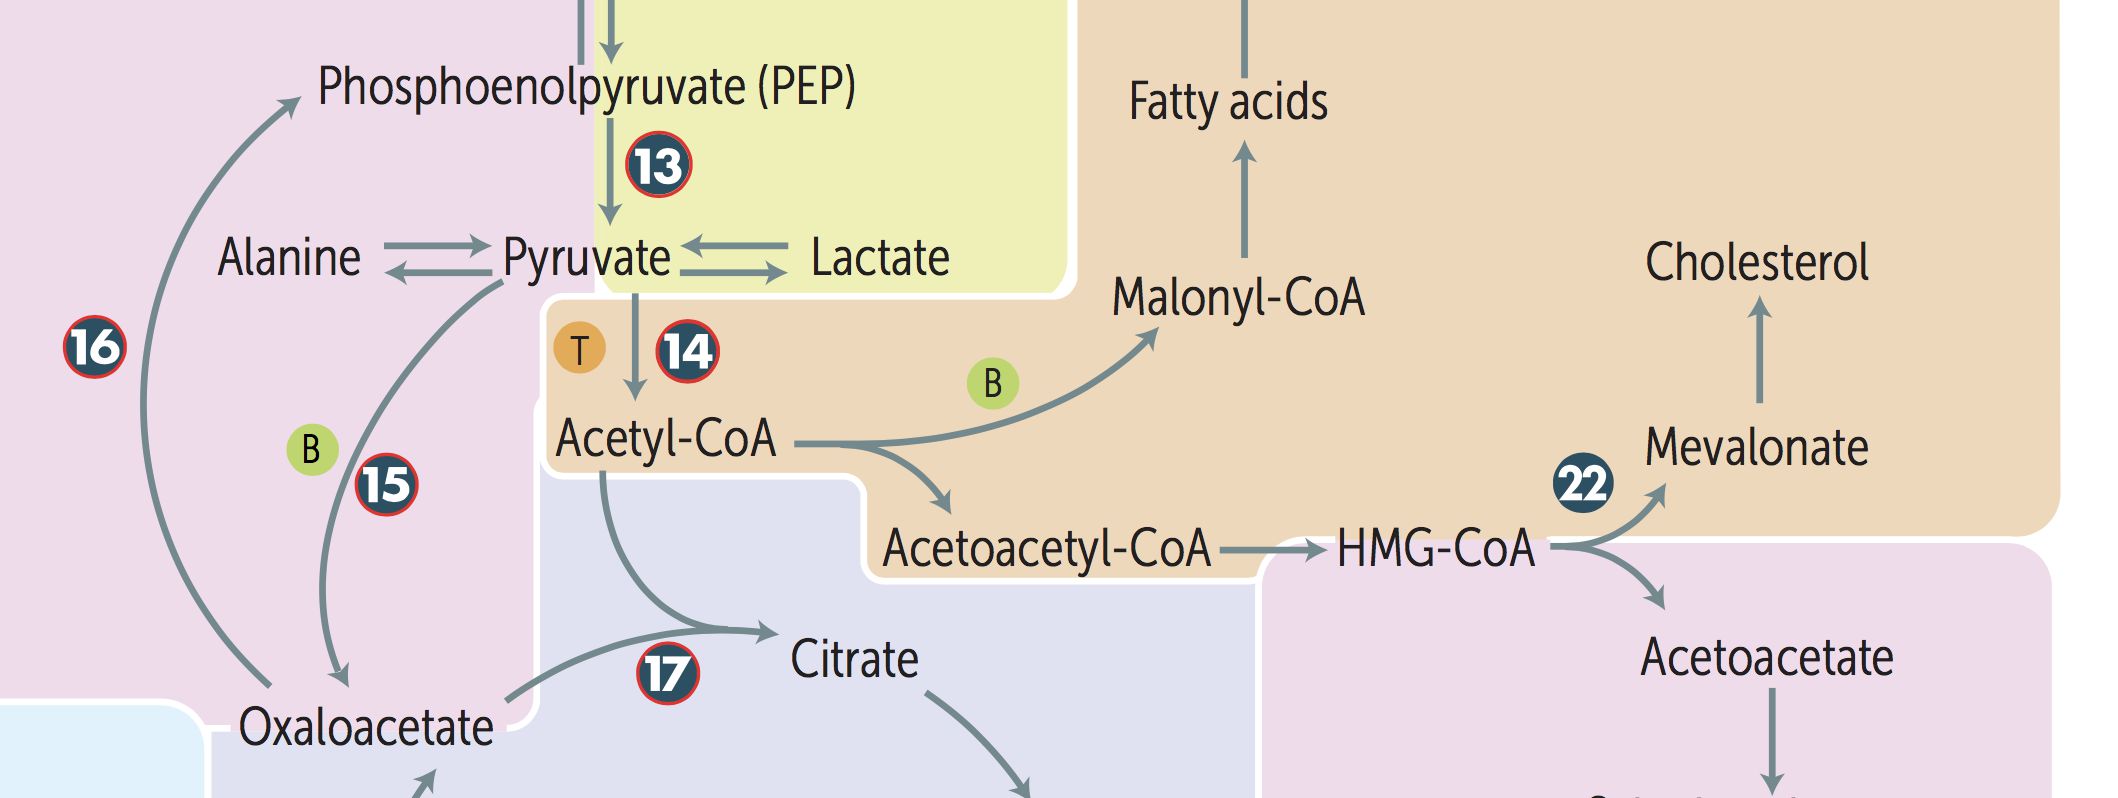 Phosphoenolpyruvate (PEP)
Fatty acids
13
Alanine
Pyruvate
Lactate
Cholesterol
Malonyl-CoA
16
T
14
B
Acetyl-CoA
B
15
Mevalonate
22
Acetoacetyl-CoA
HMG-CoA
17
Citrate
Acetoacetate
Oxaloacetate